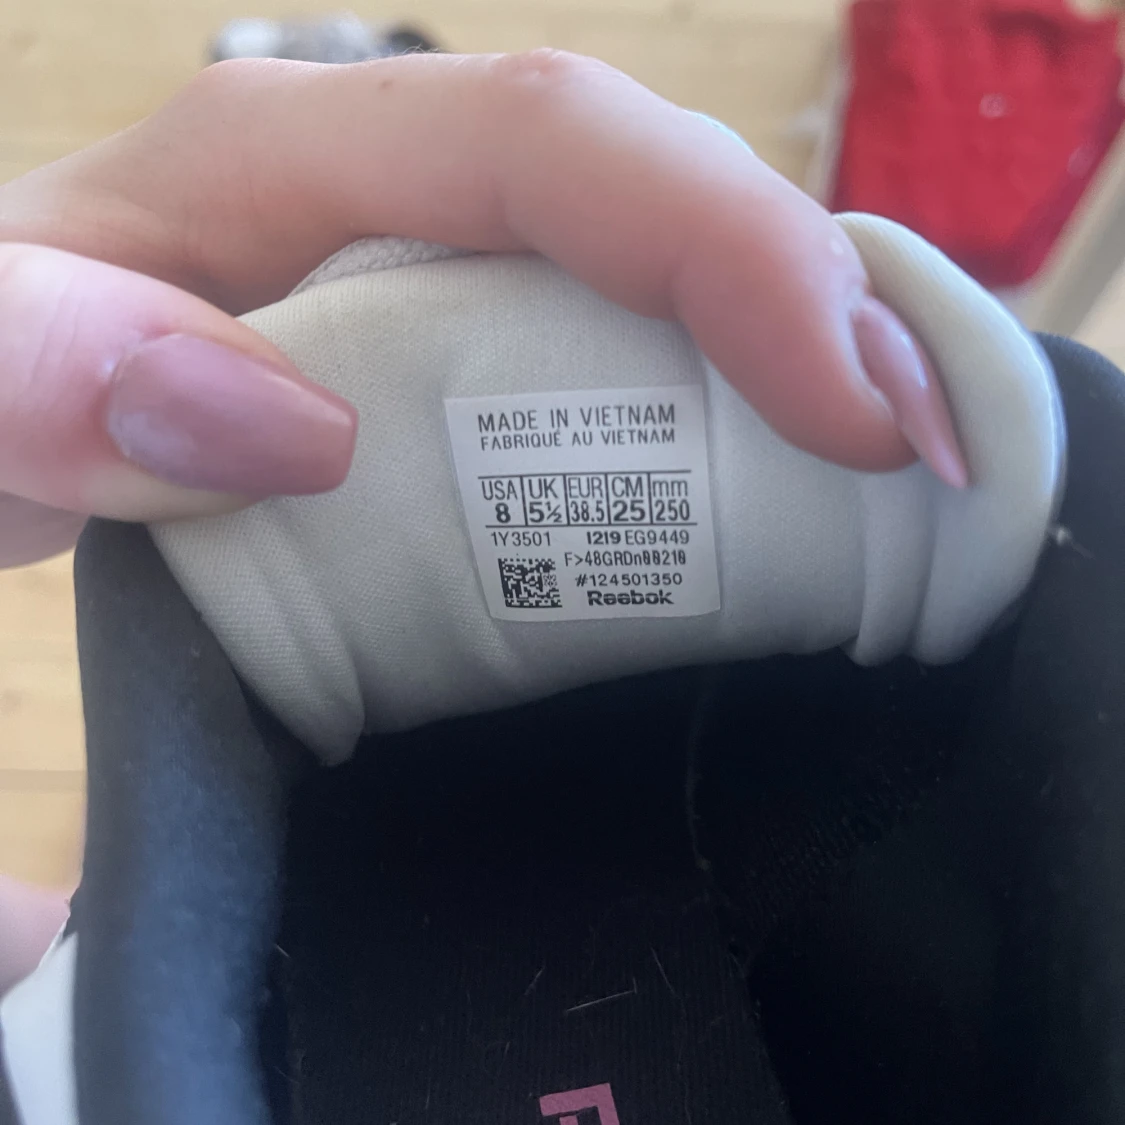 MADE IN VIETNAM
FABRIQUÉ AU VIETNAM
USA UK EUR CM mm
8 5½ 38.5 25 250
1Y3501 1219 EG9449
F>48GRDn00210
#124501350
Reebok